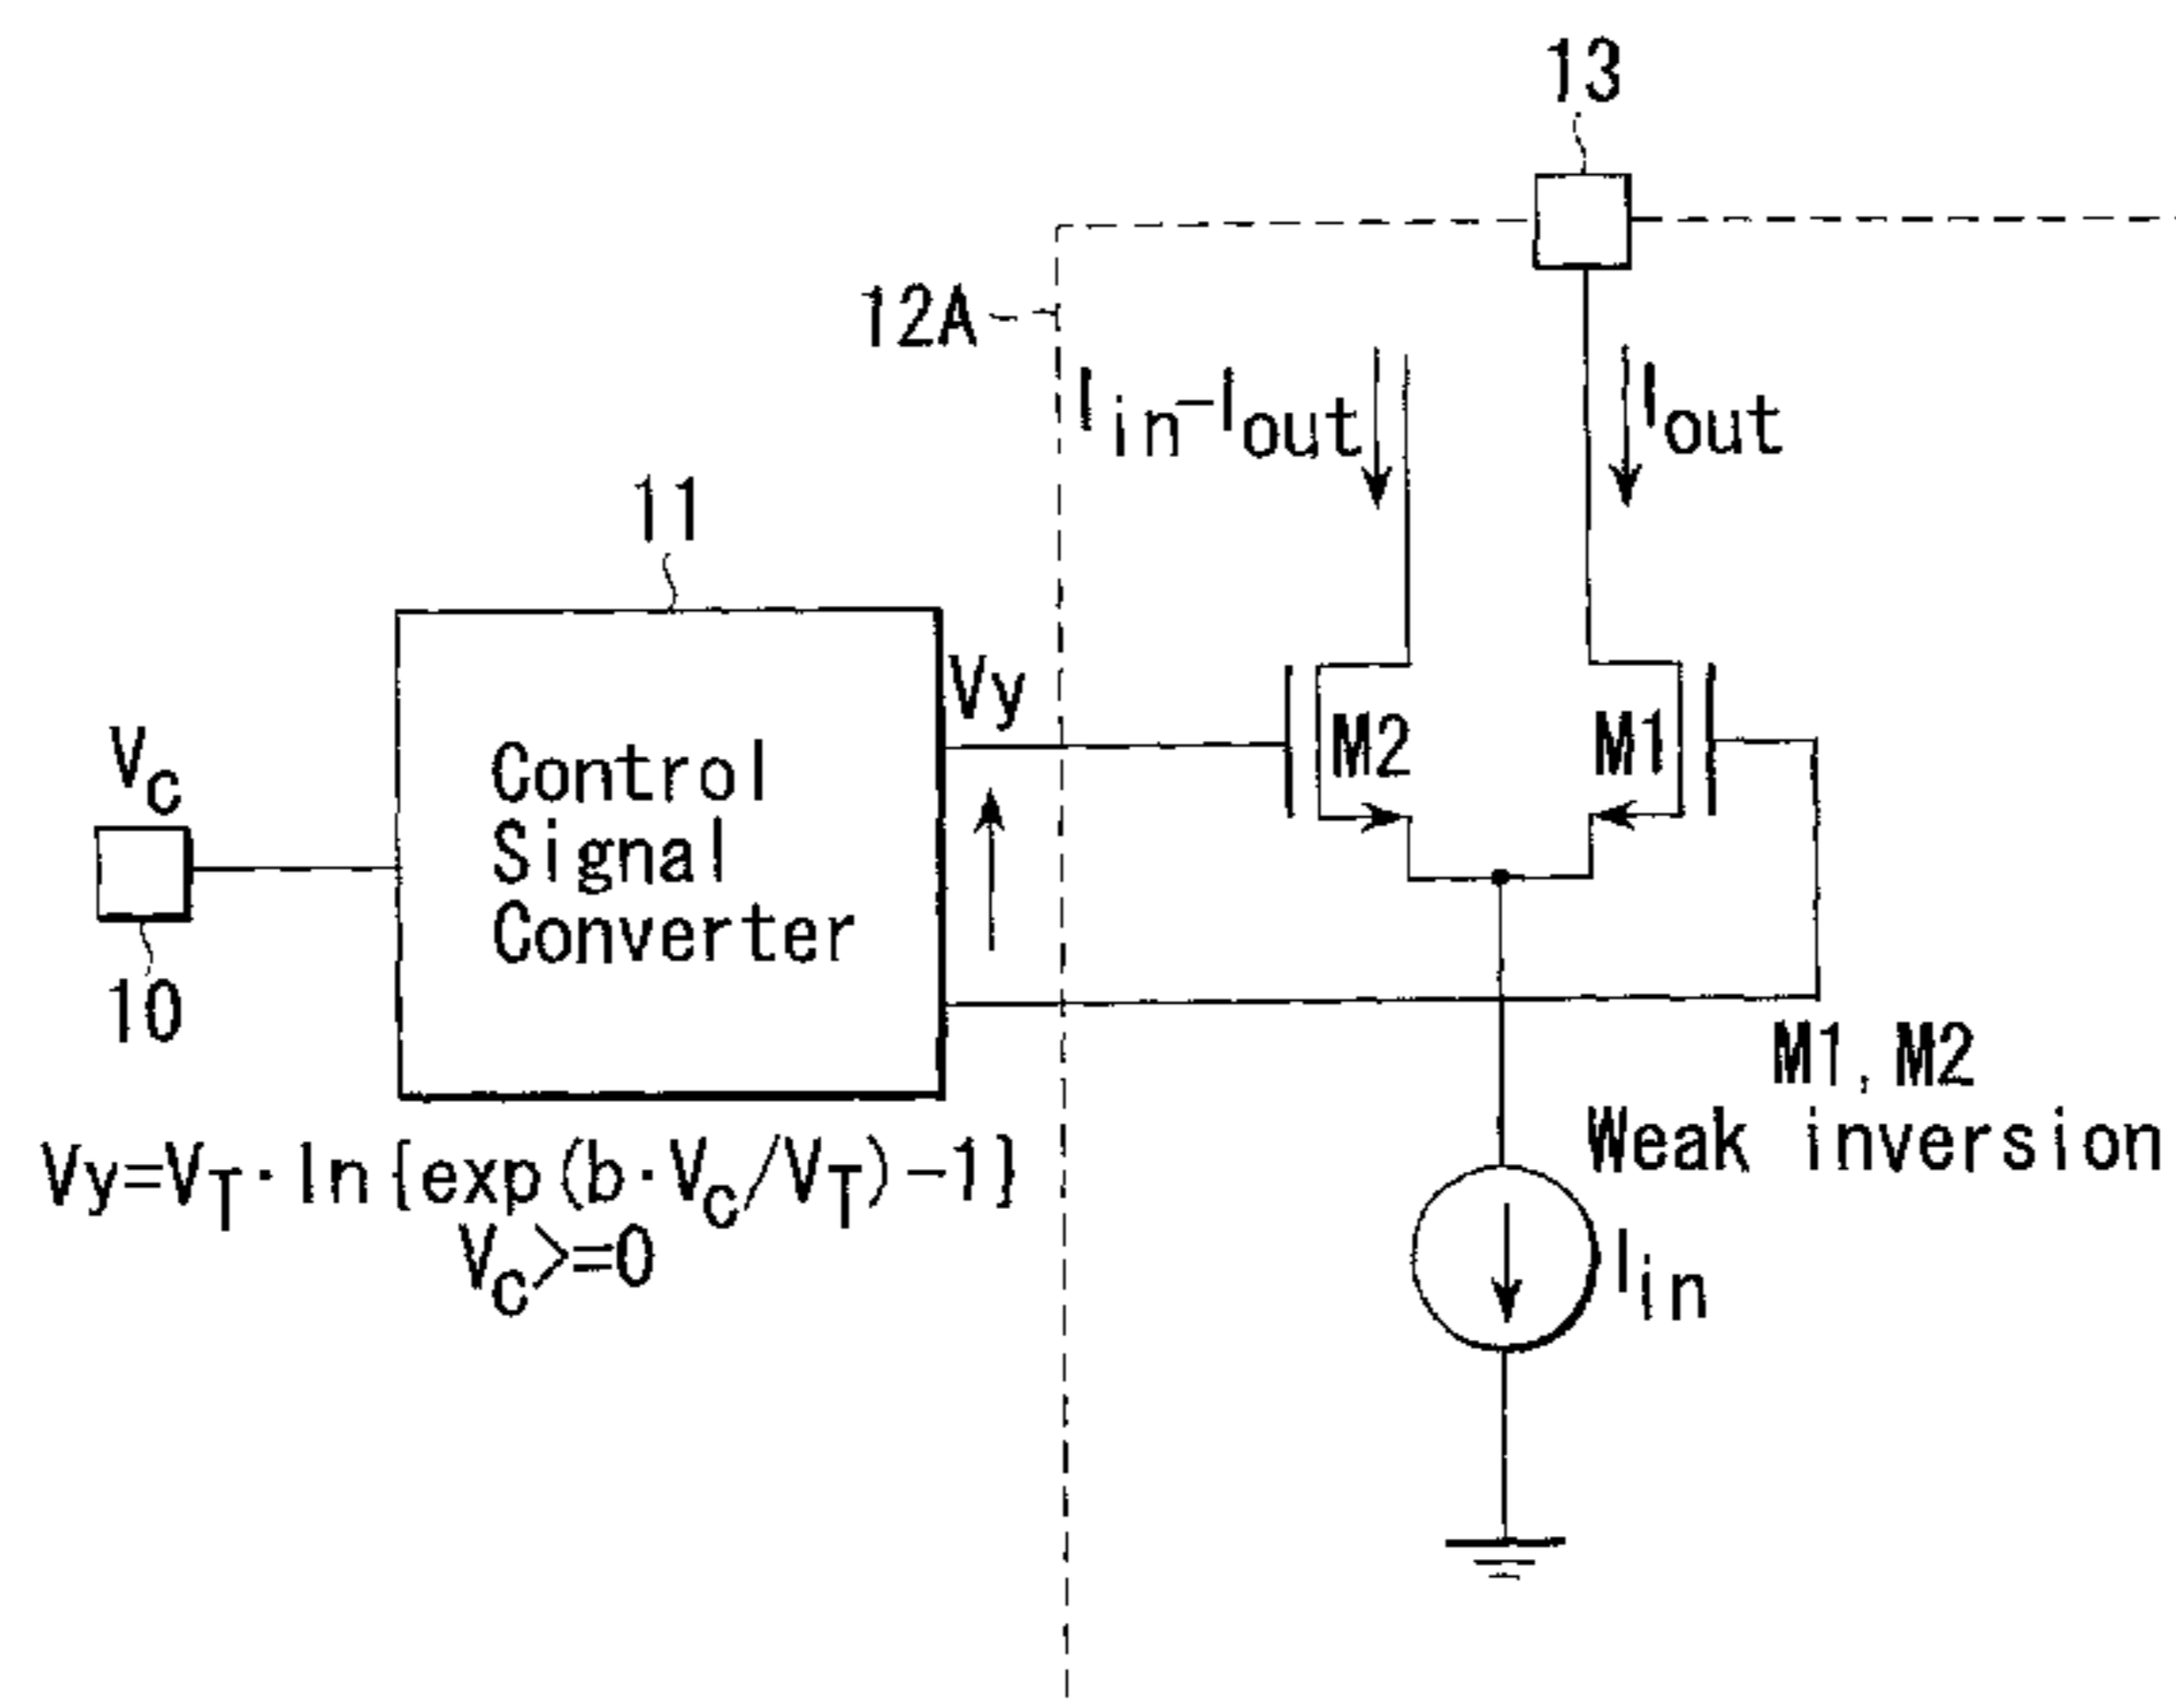 13
12A
Iin-Iout
Iout
11
Vy
M2
M1
Vc
Control
Signal
Converter
10
M1, M2
Weak inversion
Vy=VT·ln{exp(b·Vc/VT)-1}
Vc>=0
Iin